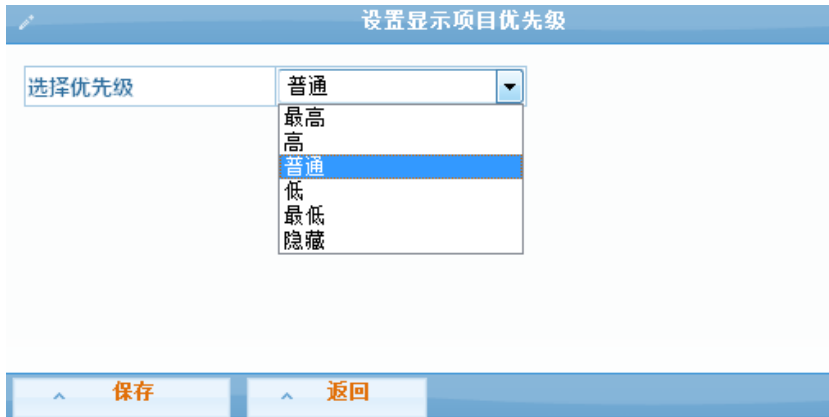 设置显示项目优先级
选择优先级 普通
最高
高
普通
低
最低
隐藏
保存 返回